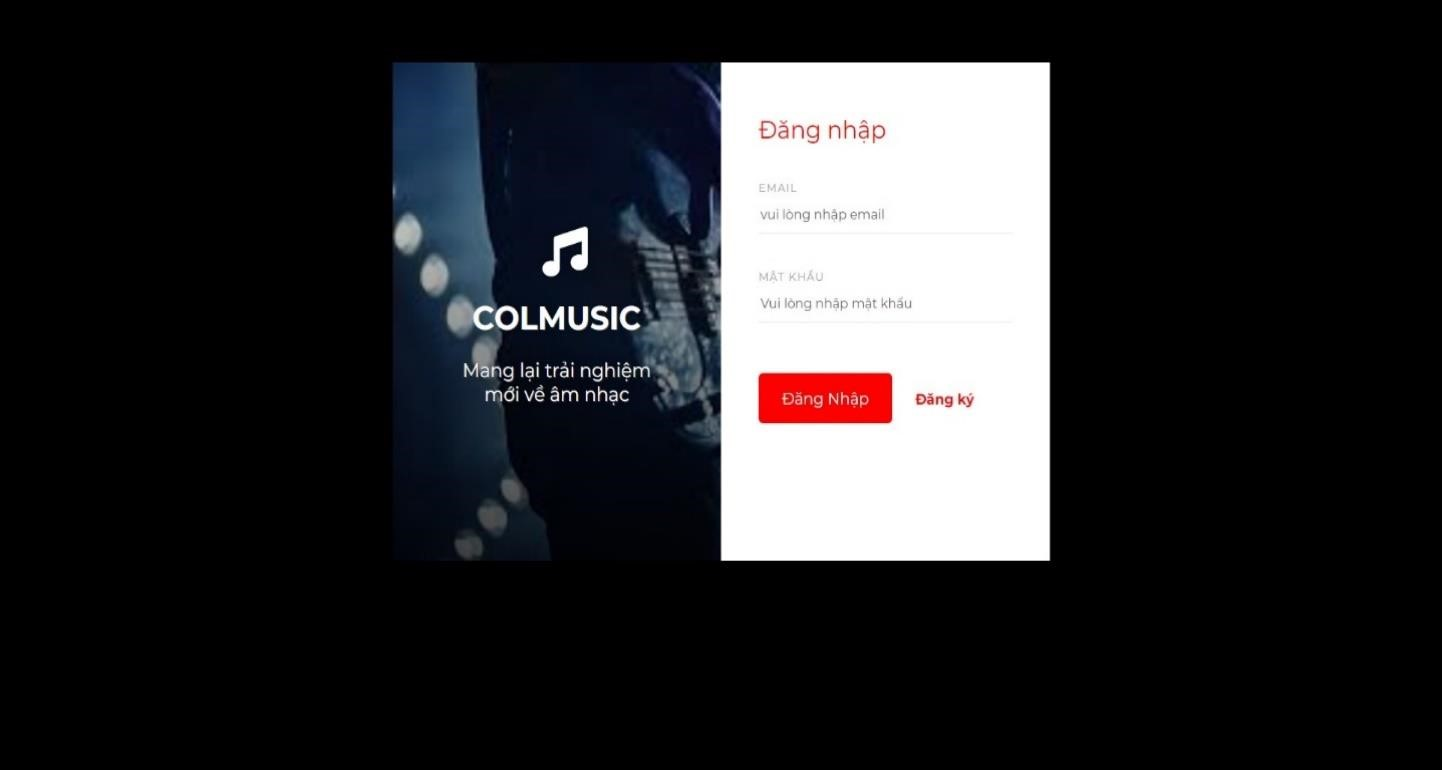 COLMUSIC
Mang lại trải nghiệm
mới về âm nhạc
Đăng nhập
EMAIL
vui lòng nhập email
MẬT KHẨU
Vui lòng nhập mật khẩu
Đăng Nhập
Đăng ký